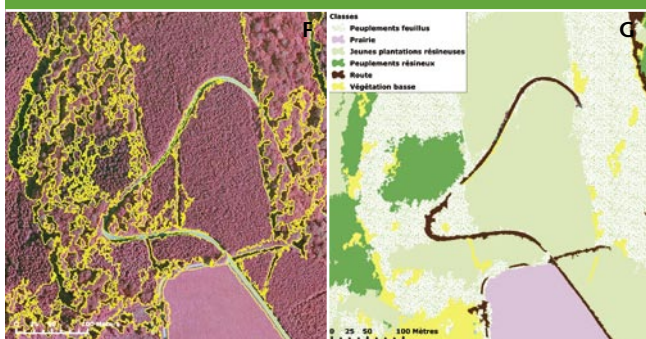 F
Classes
Peuplements feuillus
Prairie
Jeunes plantations résineuses
Peuplements résineux
Route
Végétation basse
G
0 25 50 100 Mètres